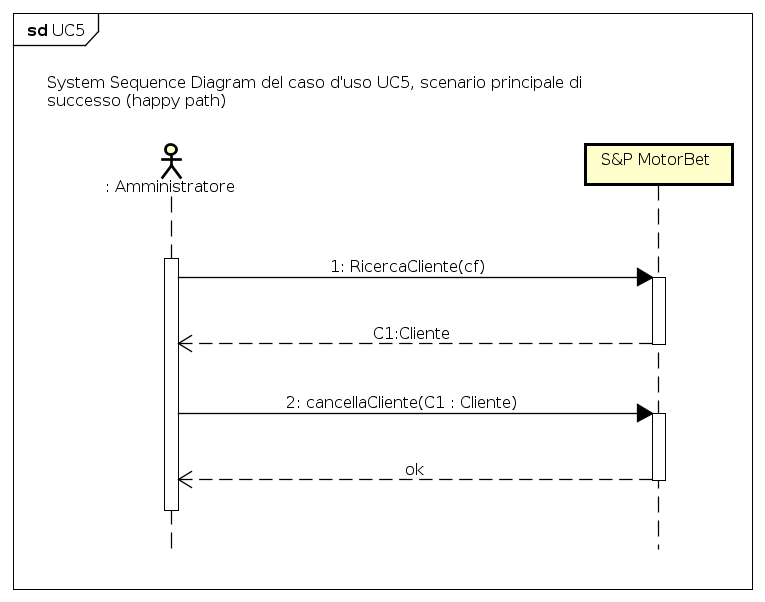 sd UC5
System Sequence Diagram del caso d'uso UC5, scenario principale di
successo (happy path)
S&P MotorBet
: Amministratore
1: RicercaCliente(cf)
C1:Cliente
2: cancellaCliente(C1 : Cliente)
ok